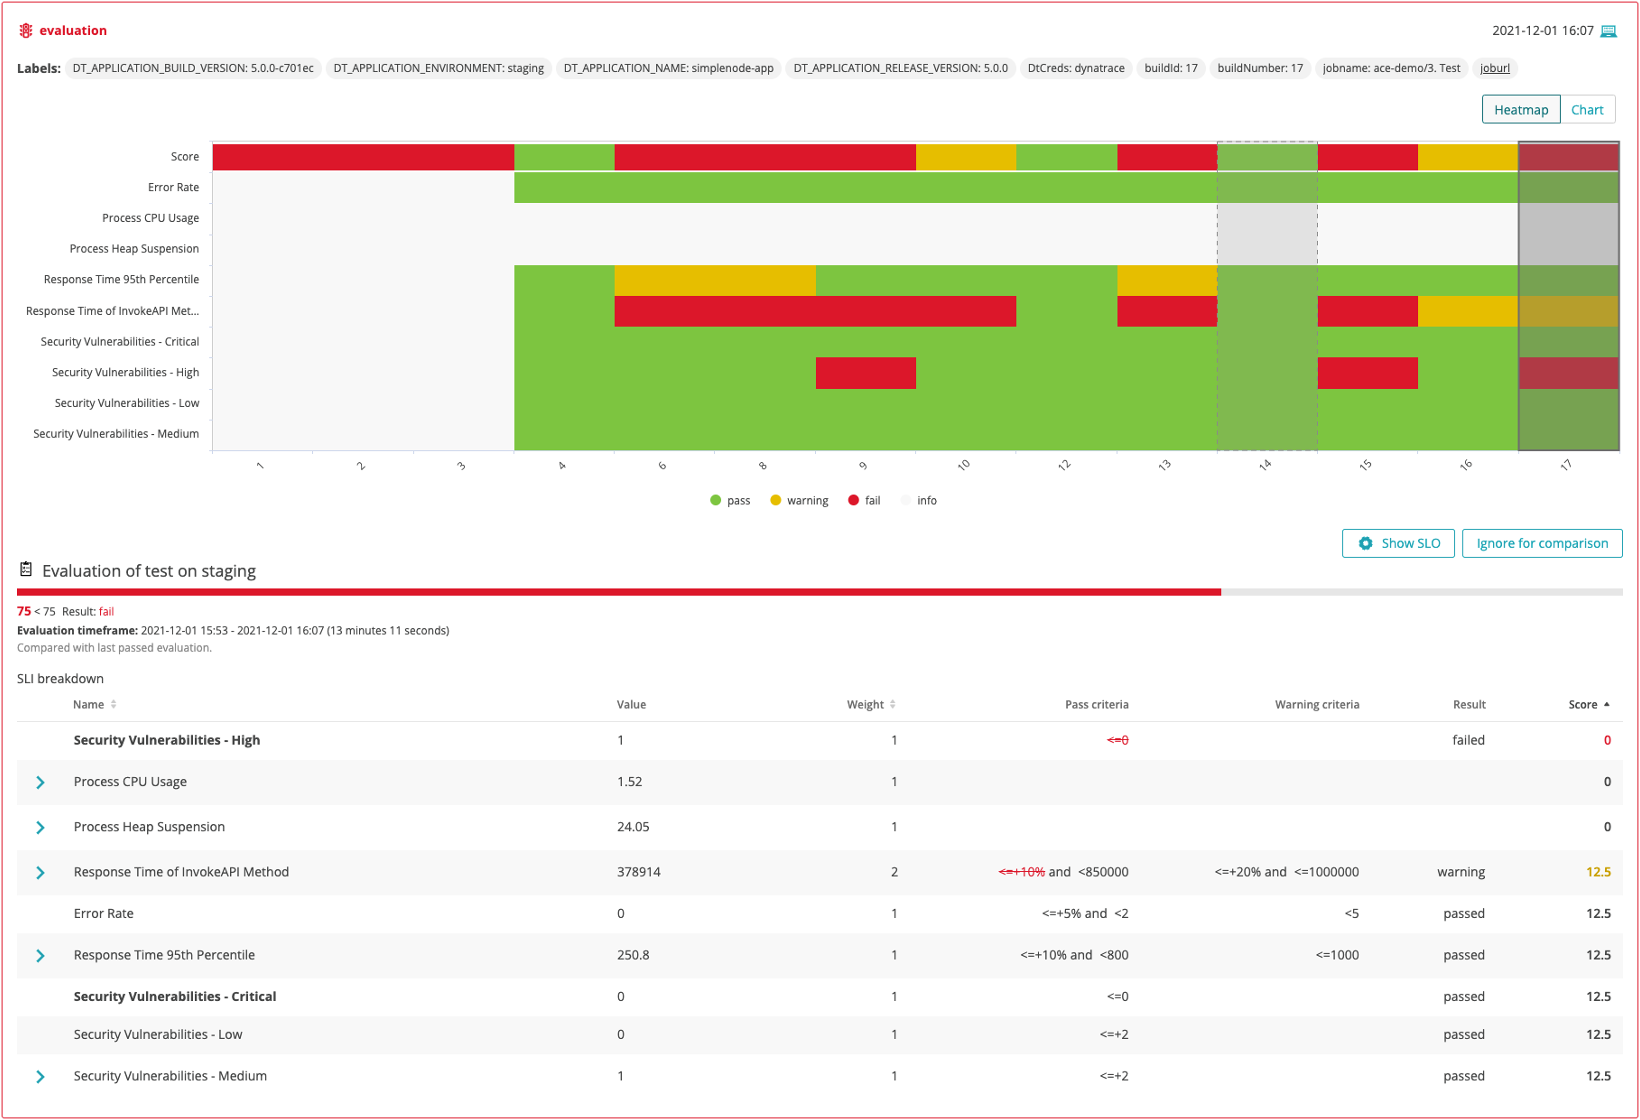 evaluation
2021-12-01 16:07
Labels: DT_APPLICATION_BUILD_VERSION: 5.0.0-c701ec DT_APPLICATION_ENVIRONMENT: staging DT_APPLICATION_NAME: simplenode-app DT_APPLICATION_RELEASE_VERSION: 5.0.0 DtCreds: dynatrace buildId: 17 buildNumber: 17 jobname: ace-demo/3. Test joburl
Heatmap Chart
Score
Error Rate
Process CPU Usage
Process Heap Suspension
Response Time 95th Percentile
Response Time of InvokeAPI Met...
Security Vulnerabilities - Critical
Security Vulnerabilities - High
Security Vulnerabilities - Low
Security Vulnerabilities - Medium
1 2 3 4 6 8 9 10 12 13 14 15 16 17
pass warning fail info
Show SLO Ignore for comparison
Evaluation of test on staging
75 < 75 Result: fail
Evaluation timeframe: 2021-12-01 15:53 - 2021-12-01 16:07 (13 minutes 11 seconds)
Compared with last passed evaluation.
SLI breakdown
Name Value Weight Pass criteria Warning criteria Result Score
Security Vulnerabilities - High 1 1 <=0 failed 0
Process CPU Usage 1.52 1 0
Process Heap Suspension 24.05 1 0
Response Time of InvokeAPI Method 378914 2 <=+10% and <850000 <=+20% and <=1000000 warning 12.5
Error Rate 0 1 <=+5% and <2 <5 passed 12.5
Response Time 95th Percentile 250.8 1 <=+10% and <800 <=1000 passed 12.5
Security Vulnerabilities - Critical 0 1 <=0 passed 12.5
Security Vulnerabilities - Low 0 1 <=+2 passed 12.5
Security Vulnerabilities - Medium 1 1 <=+2 passed 12.5